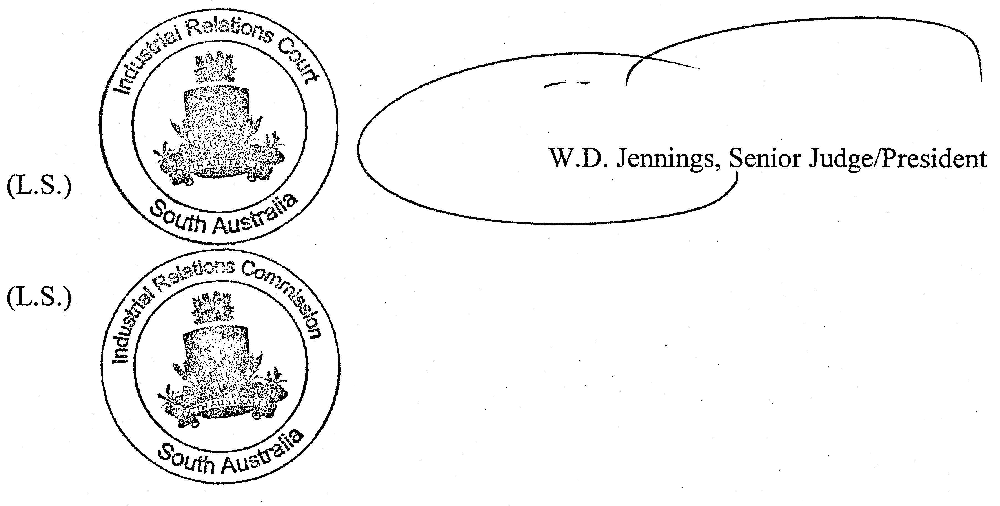 Industrial Relations Court
South Australia
(L.S.)
W.D. Jennings, Senior Judge/President
Industrial Relations Commission
South Australia
(L.S.)